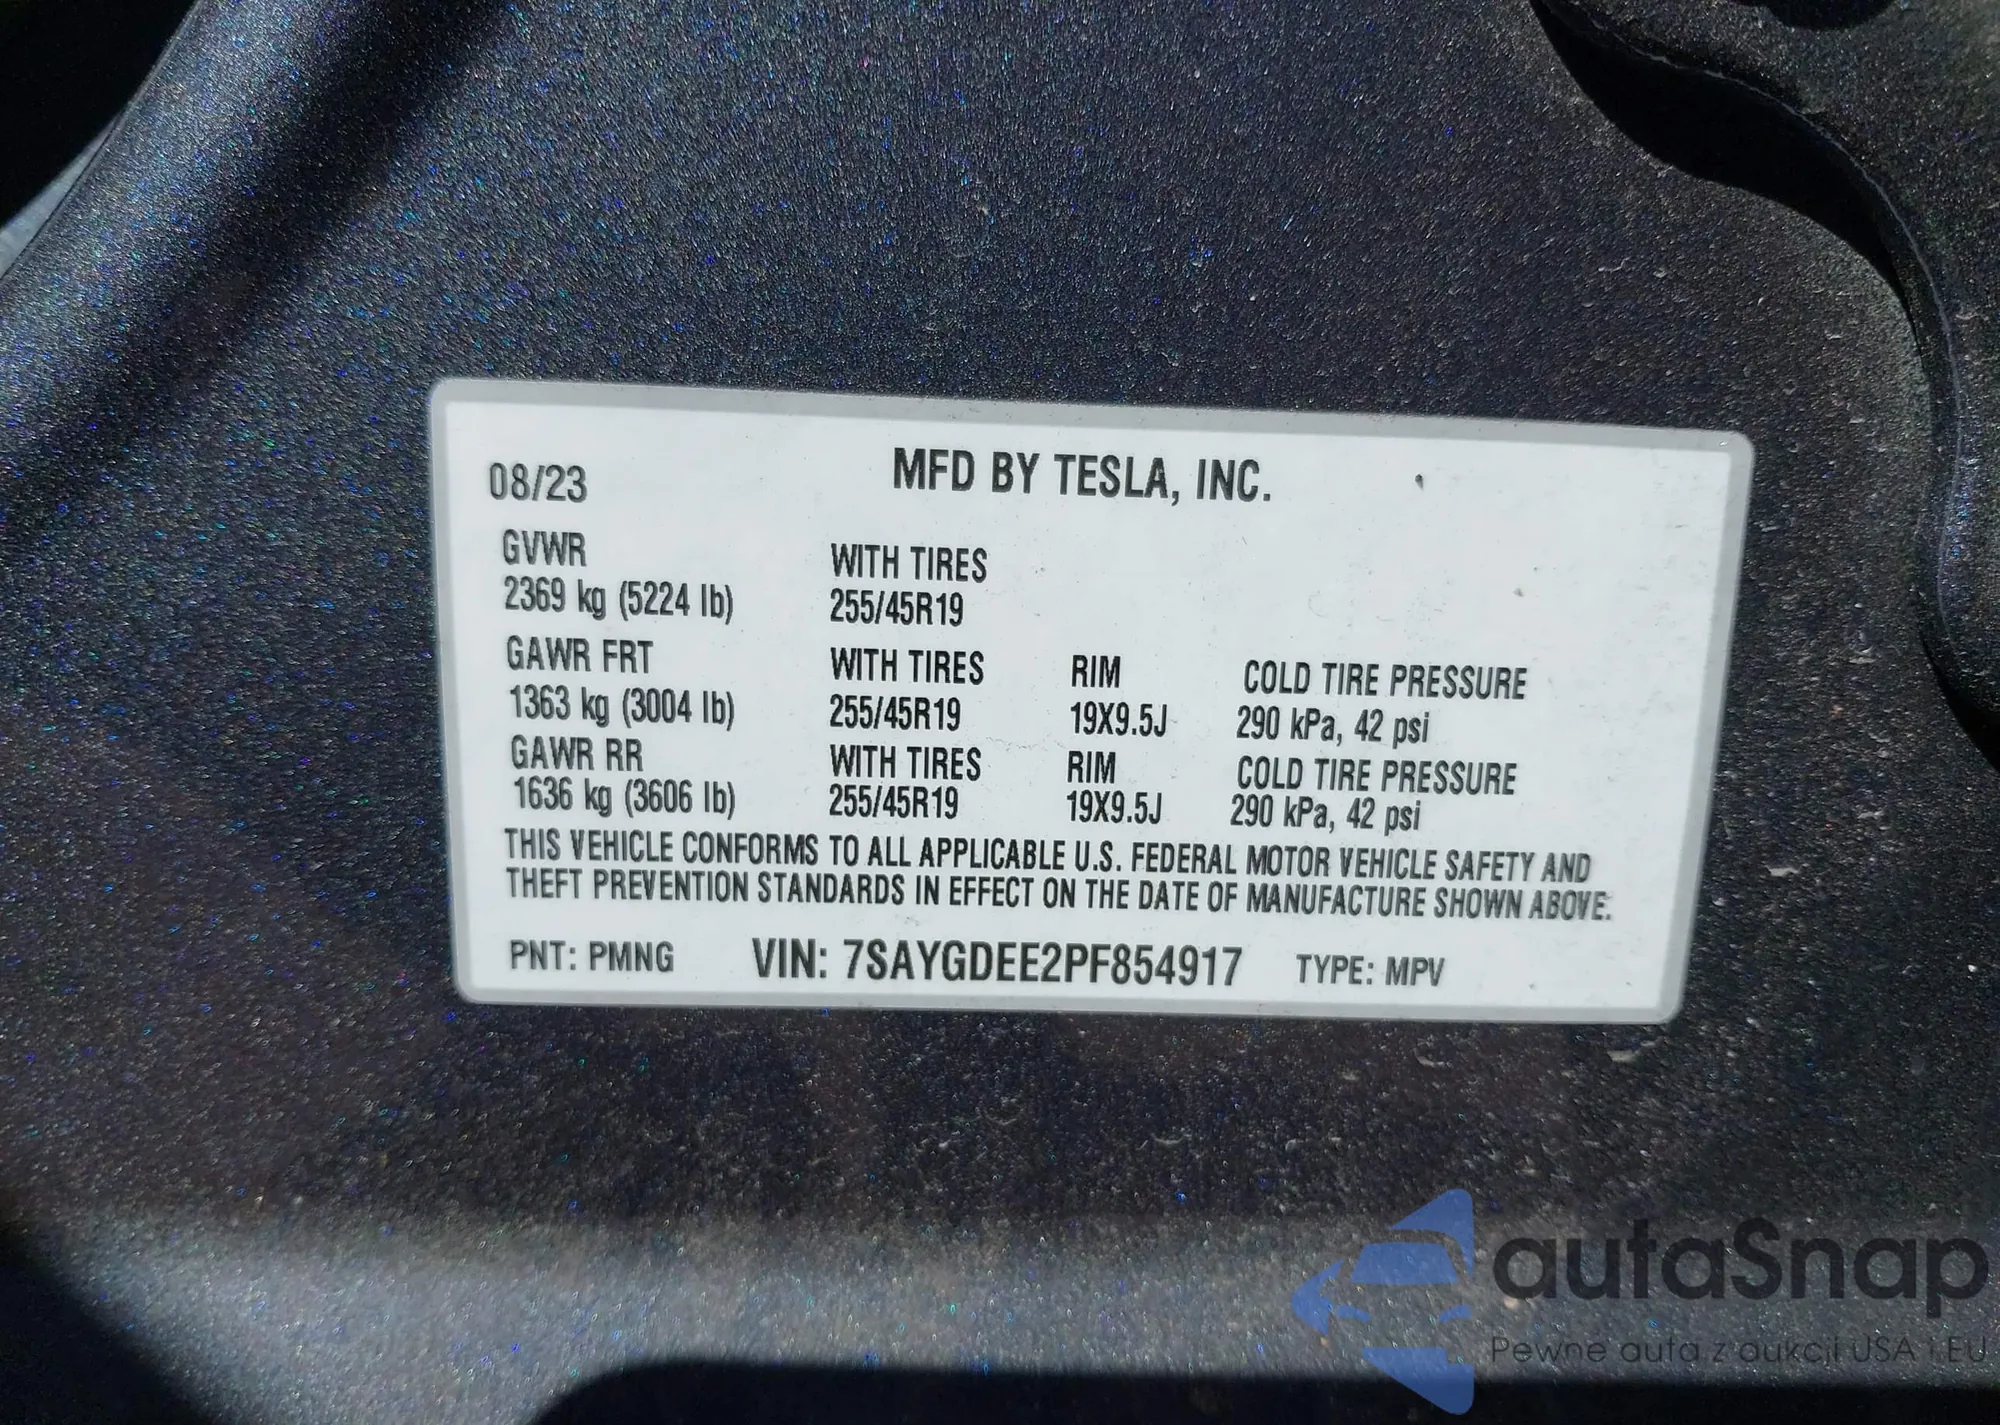 08/23 MFD BY TESLA, INC.
GVWR WITH TIRES
2369 kg (5224 lb) 255/45R19
GAWR FRT WITH TIRES RIM COLD TIRE PRESSURE
1363 kg (3004 lb) 255/45R19 19X9.5J 290 kPa, 42 psi
GAWR RR WITH TIRES RIM COLD TIRE PRESSURE
1636 kg (3606 lb) 255/45R19 19X9.5J 290 kPa, 42 psi
THIS VEHICLE CONFORMS TO ALL APPLICABLE U.S. FEDERAL MOTOR VEHICLE SAFETY AND
THEFT PREVENTION STANDARDS IN EFFECT ON THE DATE OF MANUFACTURE SHOWN ABOVE.
PNT: PMNG VIN: 7SAYGDEE2PF854917 TYPE: MPV
autaSnap
Pewne auta z aukcji USA i EU